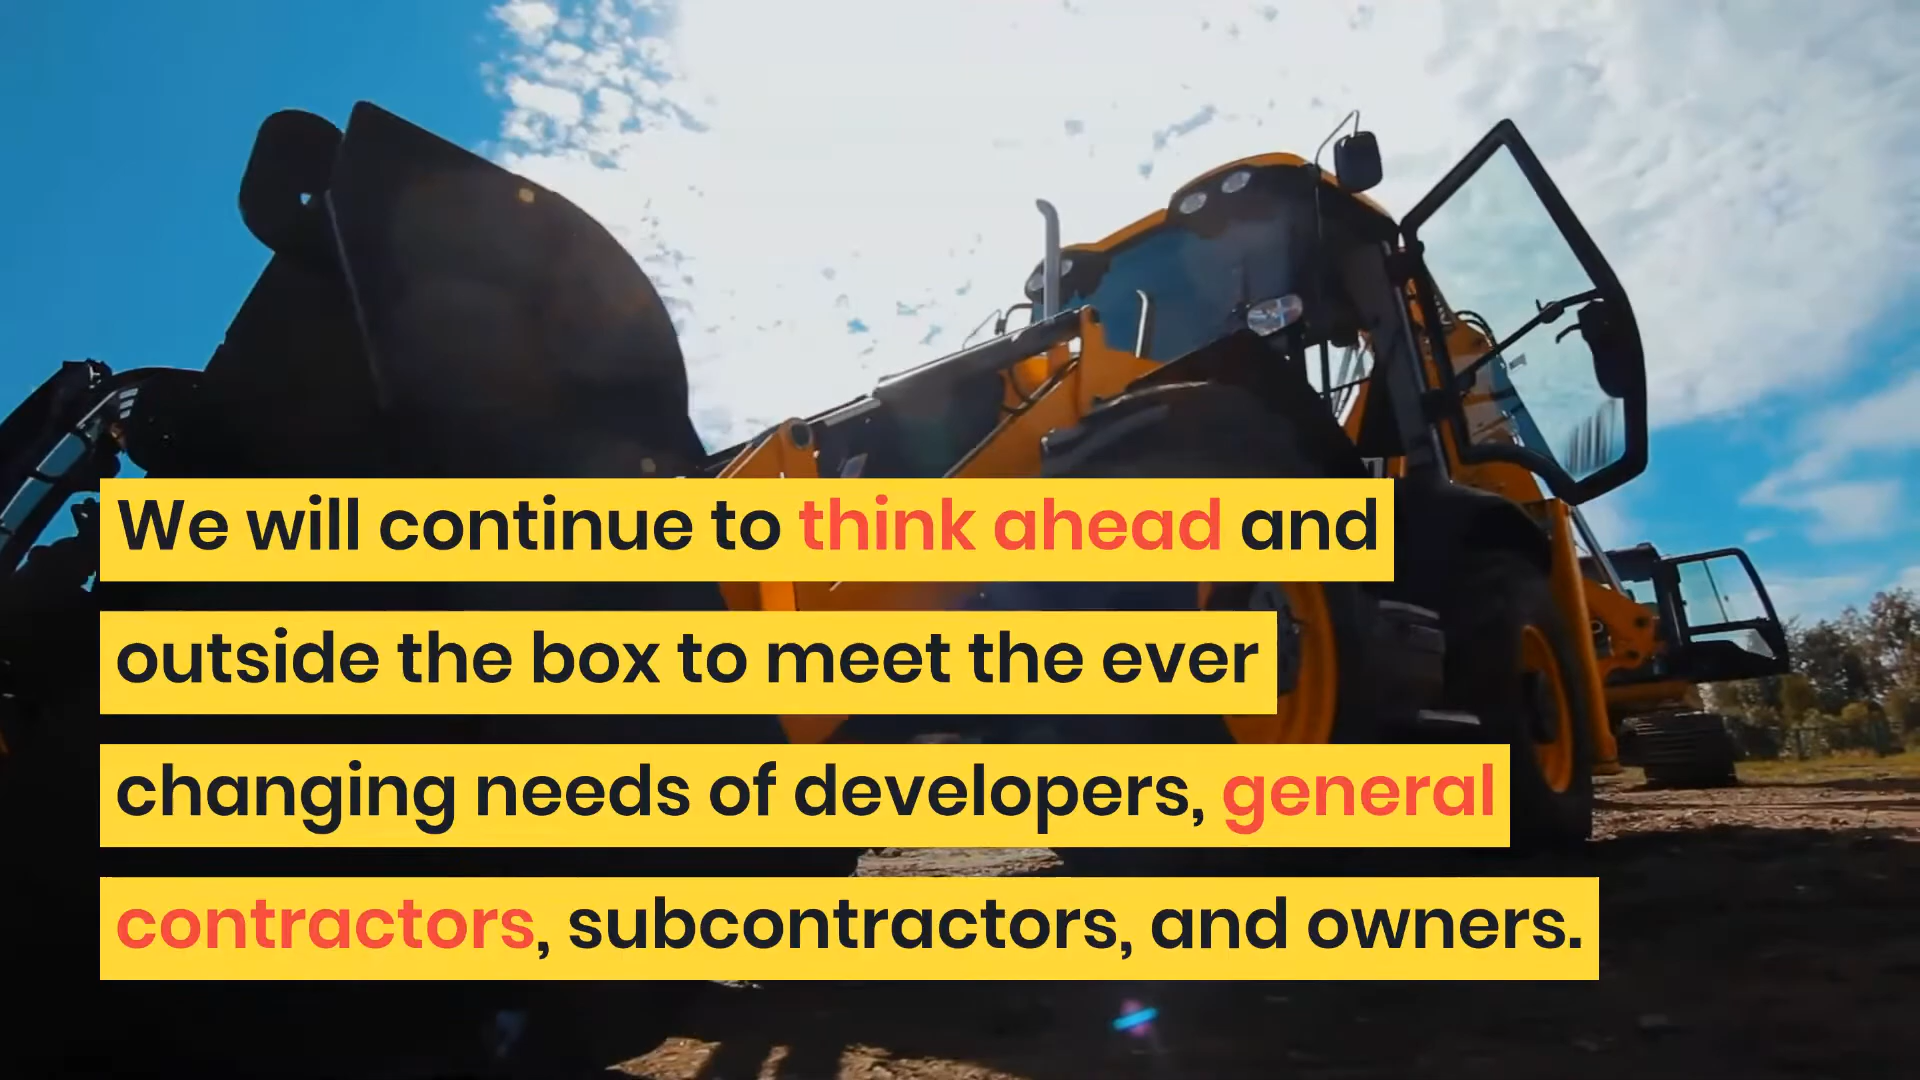 We will continue to think ahead and
outside the box to meet the ever
changing needs of developers, general
contractors, subcontractors, and owners.